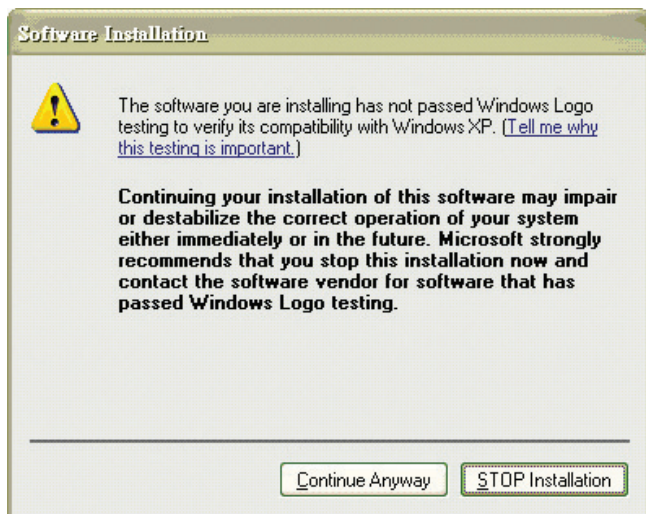 Software Installation
The software you are installing has not passed Windows Logo
testing to verify its compatibility with Windows XP. (Tell me why
this testing is important.)
Continuing your installation of this software may impair
or destabilize the correct operation of your system
either immediately or in the future. Microsoft strongly
recommends that you stop this installation now and
contact the software vendor for software that has
passed Windows Logo testing.
Continue Anyway
STOP Installation